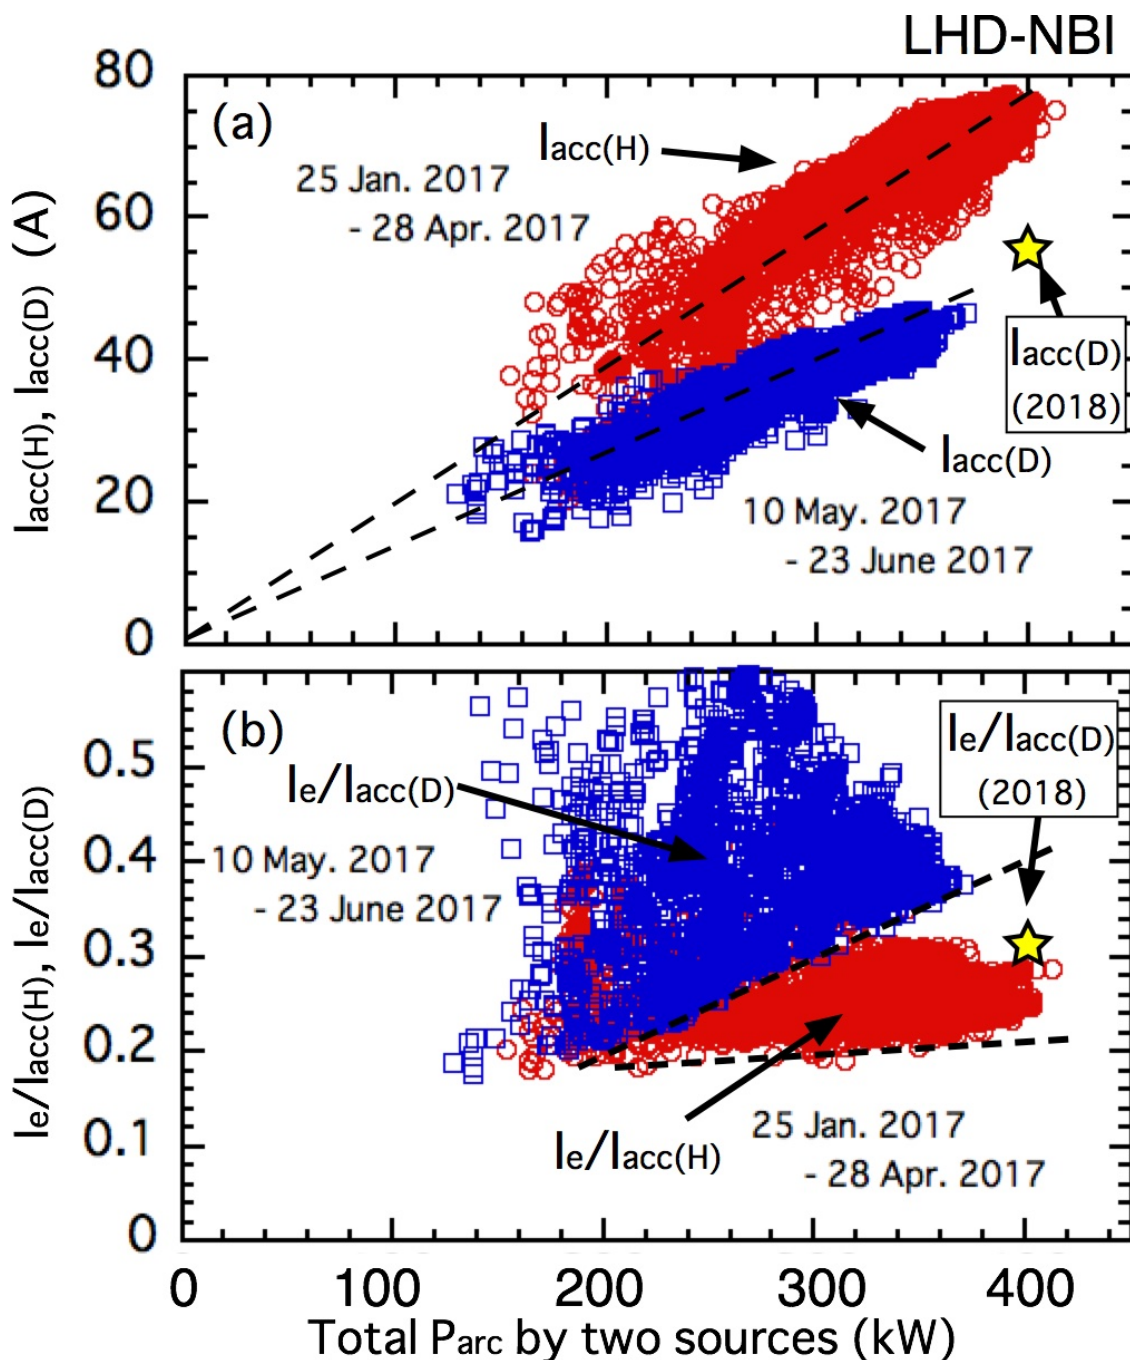 LHD-NBI
80
(a)
Iacc(H)
25 Jan. 2017
- 28 Apr. 2017
60
Iacc(H), Iacc(D) (A)
40
Iacc(D)
(2018)
Iacc(D)
20
10 May. 2017
- 23 June 2017
0
(b)
Ie/Iacc(D)
(2018)
0.5
Ie/Iacc(D)
0.4
10 May. 2017
- 23 June 2017
Ie/Iacc(H), Ie/Iacc(D)
0.3
0.2
25 Jan. 2017
- 28 Apr. 2017
Ie/Iacc(H)
0.1
0
0 100 200 300 400
Total Parc by two sources (kW)